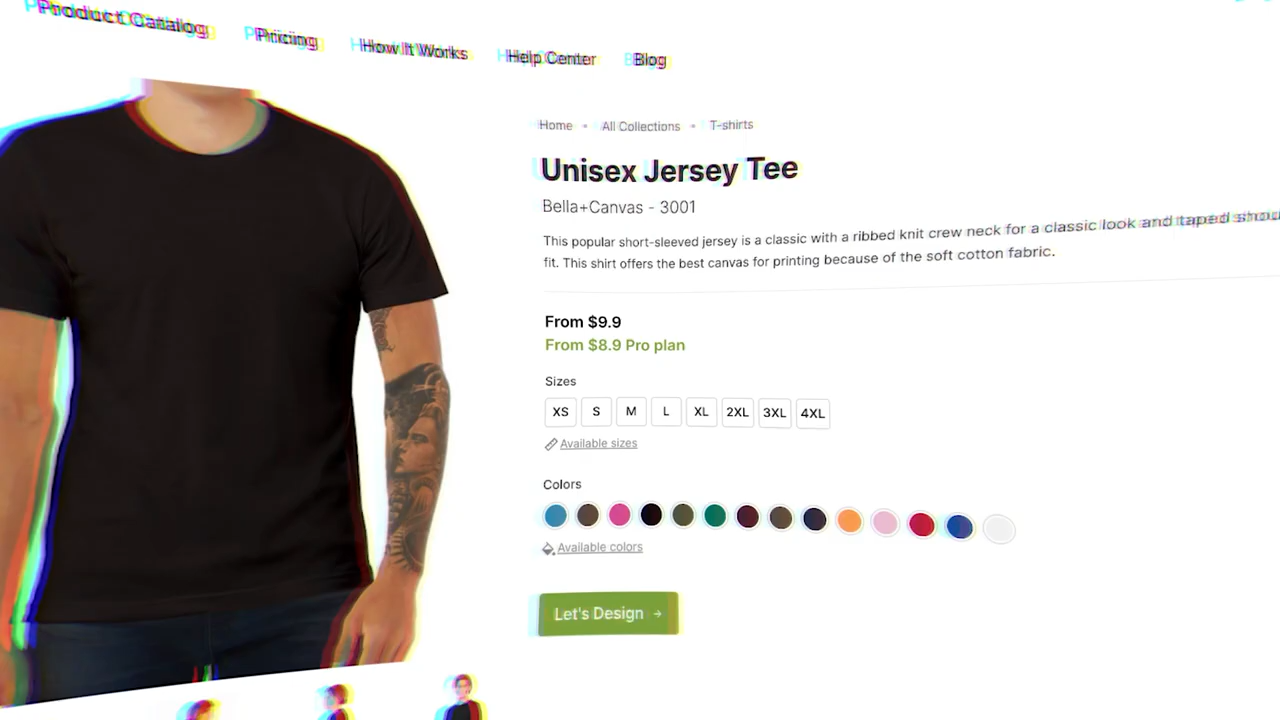 Product Catalog Pricing How It Works Help Center Blog
Home • All Collections • T-shirts
Unisex Jersey Tee
Bella+Canvas - 3001
This popular short-sleeved jersey is a classic with a ribbed knit crew neck for a classic look and taped
fit. This shirt offers the best canvas for printing because of the soft cotton fabric.
From $9.9
From $8.9 Pro plan
Sizes
XS S M L XL 2XL 3XL 4XL
Available sizes
Colors
Available colors
Let's Design →